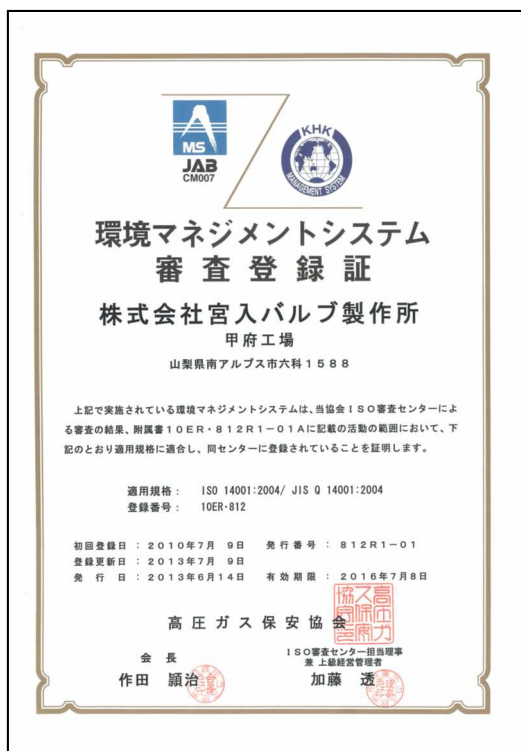 MS
JAB
CM007
KHK
MANAGEMENT SYSTEM
環境マネジメントシステム
審査登録証
株式会社宮入バルブ製作所
甲府工場
山梨県南アルプス市六科1588
上記で実施されている環境マネジメントシステムは、当協会ISO審査センターによ
る審査の結果、附属書10ER・812R1-01Aに記載の活動の範囲において、下
記のとおり適用規格に適合し、同センターに登録されていることを証明します。
適用規格： ISO 14001:2004/ JIS Q 14001:2004
登録番号： 10ER・812
初回登録日：2010年7月 9日 発行番号：812R1-01
登録更新日：2013年7月 9日
発 行 日：2013年6月14日 有効期限：2016年7月8日
高圧ガス保安協会
会 長 ISO審査センター担当理事
兼 上級経営管理者
作田 頴治 加藤 透